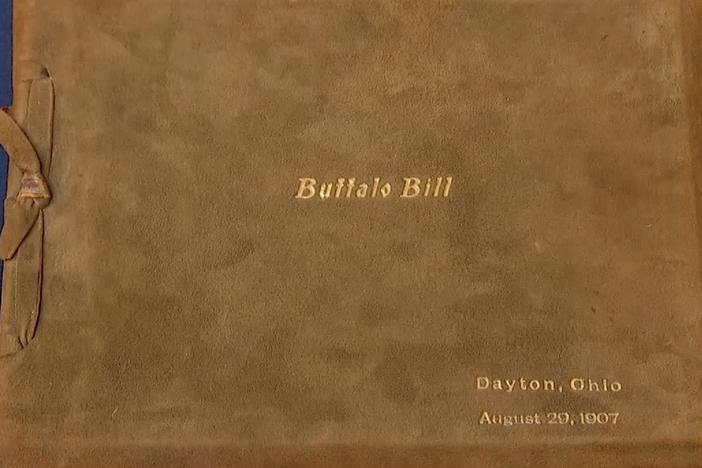 Buffalo Bill
Dayton, Ohio
August 29, 1907